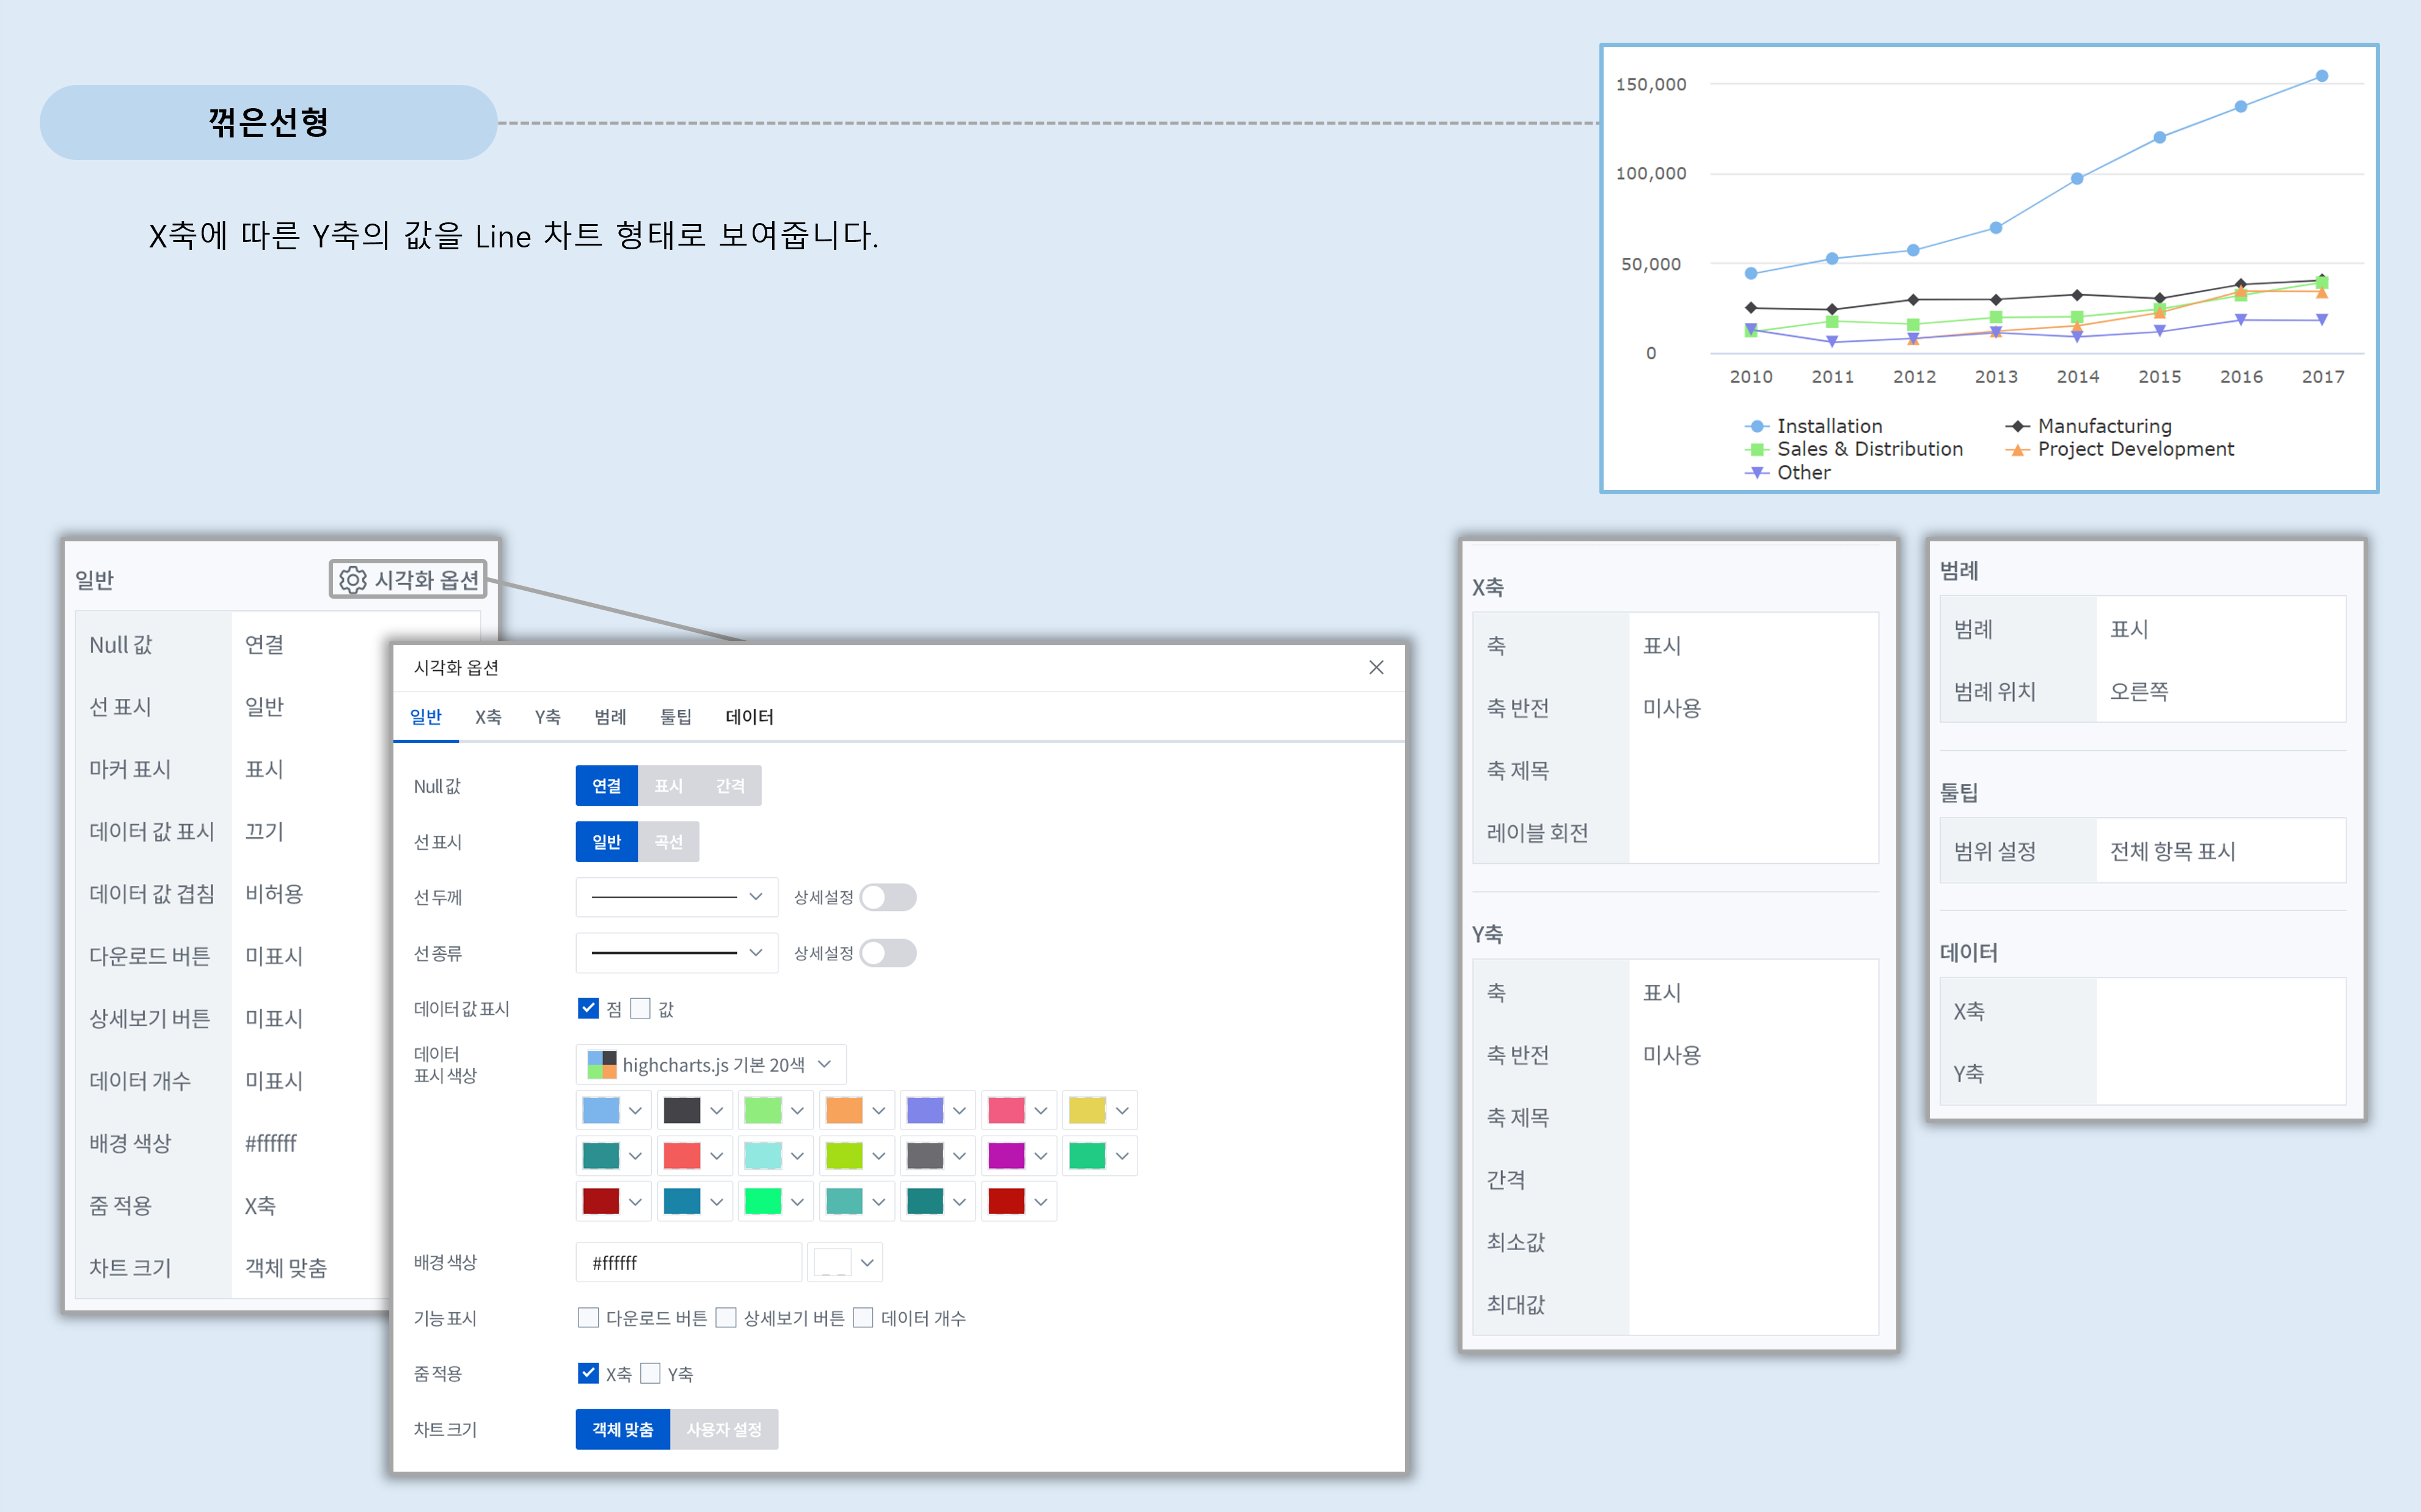 꺾은선형
X축에 따른 Y축의 값을 Line 차트 형태로 보여줍니다.
150,000
100,000
50,000
0
2010 2011 2012 2013 2014 2015 2016 2017
Installation Manufacturing
Sales & Distribution Project Development
Other
일반 시각화 옵션
Null 값 연결
선 표시 일반
마커 표시 표시
데이터 값 표시 끄기
데이터 값 겹침 비허용
다운로드 버튼 미표시
상세보기 버튼 미표시
데이터 개수 미표시
배경 색상 #ffffff
줌 적용 X축
차트 크기 객체 맞춤
시각화 옵션
일반 X축 Y축 범례 툴팁 데이터
Null 값 연결 표시 간격
선 표시 일반 곡선
선 두께 상세설정
선 종류 상세설정
데이터 값 표시 점 값
데이터
표시 색상 highcharts.js 기본 20색
배경 색상 #ffffff
기능 표시 다운로드 버튼 상세보기 버튼 데이터 개수
줌 적용 X축 Y축
차트 크기 객체 맞춤 사용자 설정
X축
축 표시
축 반전 미사용
축 제목
레이블 회전
Y축
축 표시
축 반전 미사용
축 제목
간격
최소값
최대값
범례
범례 표시
범례 위치 오른쪽
툴팁
범위 설정 전체 항목 표시
데이터
X축
Y축